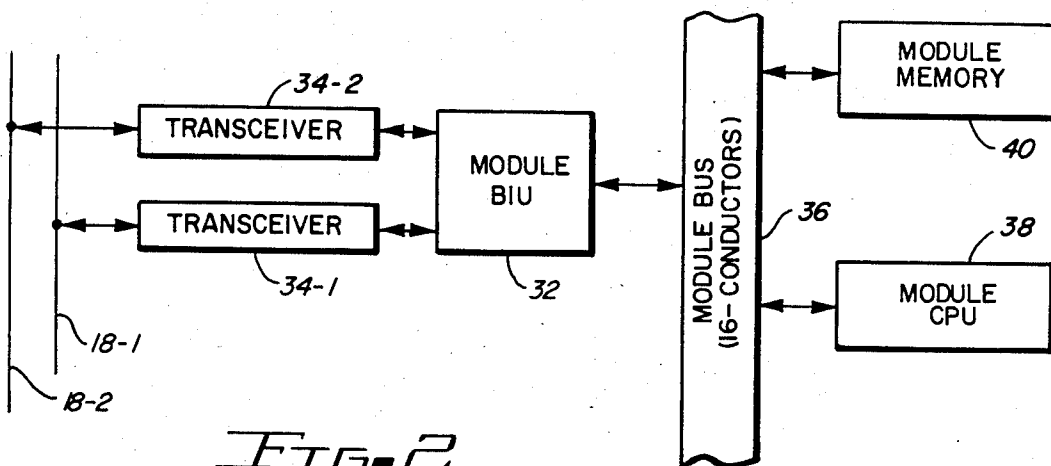 34-2
TRANSCEIVER
TRANSCEIVER
34-1
18-1
18-2
MODULE
BIU
32
MODULE BUS
(16-CONDUCTORS)
36
MODULE
MEMORY
40
38
MODULE
CPU
FIG-2